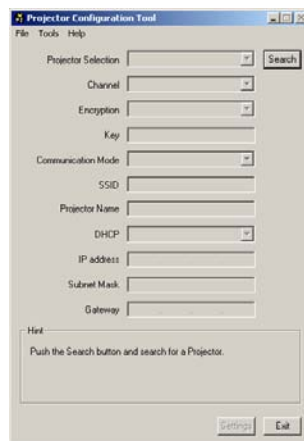 Projector Configuration Tool
File Tools Help
Projector Selection Search
Channel
Encryption
Key
Communication Mode
SSID
Projector Name
DHCP
IP address
Subnet Mask
Gateway
Hint
Push the Search button and search for a Projector.
Settings Exit